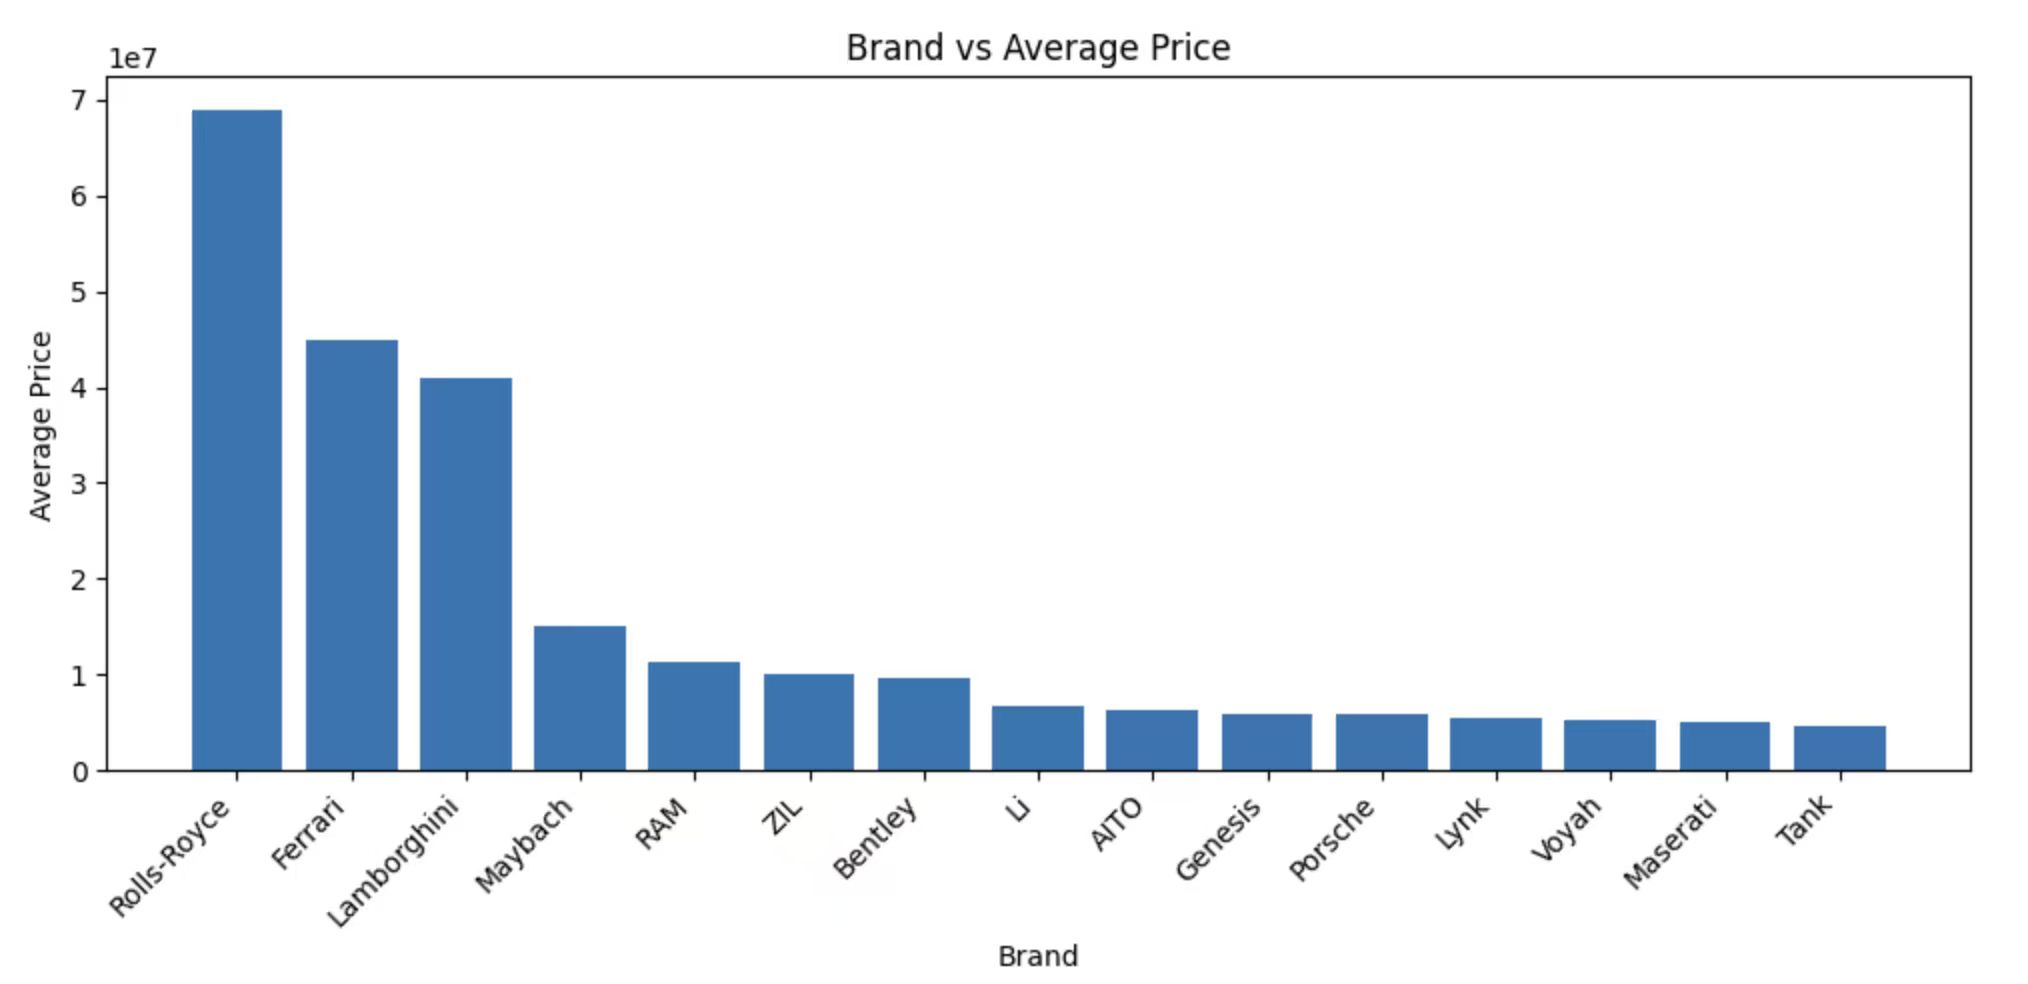 Brand vs Average Price
1e7
7
6
5
4
3
2
1
0
Average Price
Rolls-Royce
Ferrari
Lamborghini
Maybach
RAM
ZIL
Bentley
Li
AITO
Genesis
Porsche
Lynk
Voyah
Maserati
Tank
Brand